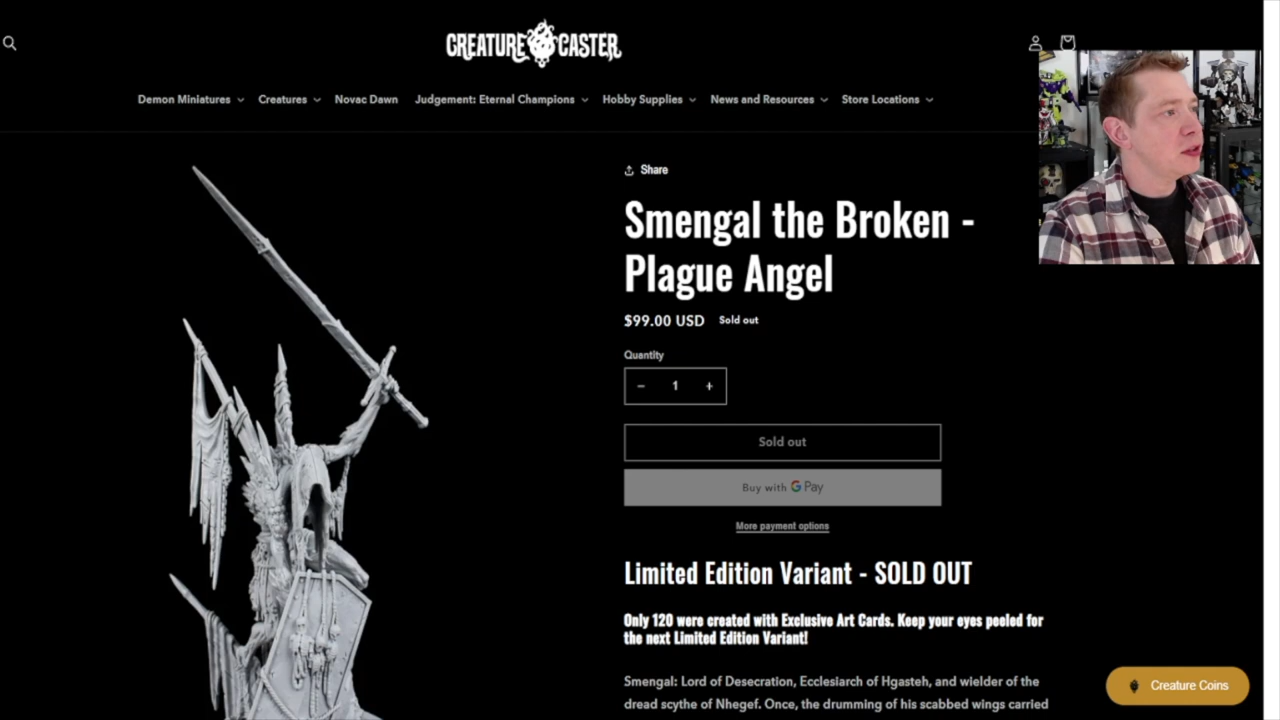 CREATURE CASTER
Demon Miniatures
Creatures
Novac Dawn
Judgement: Eternal Champions
Hobby Supplies
News and Resources
Store Locations
Share
Smengal the Broken -
Plague Angel
$99.00 USD
Sold out
Quantity
− 1 +
Sold out
Buy with G Pay
More payment options
Limited Edition Variant - SOLD OUT
Only 120 were created with Exclusive Art Cards. Keep your eyes peeled for
the next Limited Edition Variant!
Smengal: Lord of Desecration, Ecclesiarch of Hgasteh, and wielder of the
dread scythe of Nhegef. Once, the drumming of his scabbed wings carried
Creature Coins